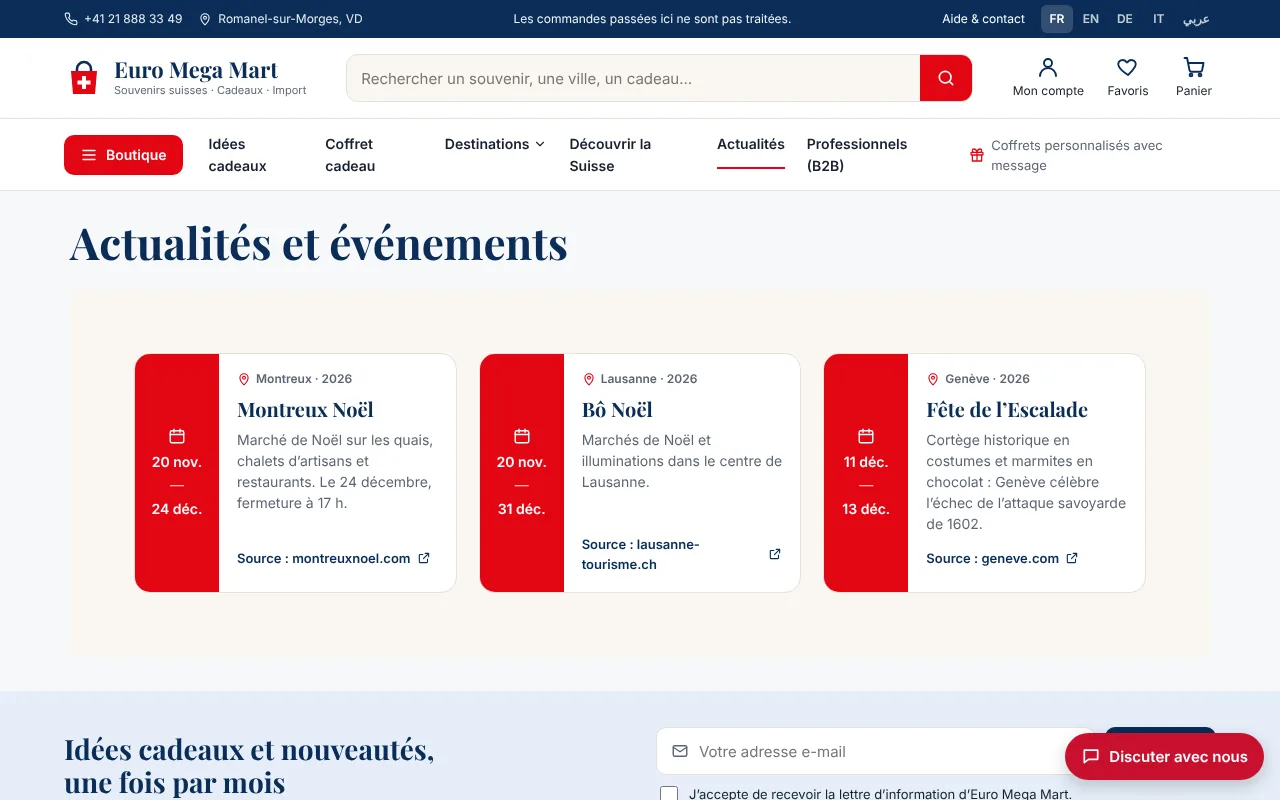 +41 21 888 33 49 Romanel-sur-Morges, VD Les commandes passées ici ne sont pas traitées. Aide & contact FR EN DE IT عربي
Euro Mega Mart
Souvenirs suisses · Cadeaux · Import
Rechercher un souvenir, une ville, un cadeau...
Mon compte Favoris Panier
Boutique
Idées cadeaux
Coffret cadeau
Destinations
Découvrir la Suisse
Actualités
Professionnels (B2B)
Coffrets personnalisés avec message
Actualités et événements
20 nov.
—
24 déc.
Montreux · 2026
Montreux Noël
Marché de Noël sur les quais,
chalets d’artisans et
restaurants. Le 24 décembre,
fermeture à 17 h.
Source : montreuxnoel.com
20 nov.
—
31 déc.
Lausanne · 2026
Bô Noël
Marchés de Noël et
illuminations dans le centre de
Lausanne.
Source : lausanne-
tourisme.ch
11 déc.
—
13 déc.
Genève · 2026
Fête de l’Escalade
Cortège historique en
costumes et marmites en
chocolat : Genève célèbre
l’échec de l’attaque savoyarde
de 1602.
Source : geneve.com
Idées cadeaux et nouveautés,
une fois par mois
Votre adresse e-mail
J’accepte de recevoir la lettre d’information d’Euro Mega Mart.
Discuter avec nous